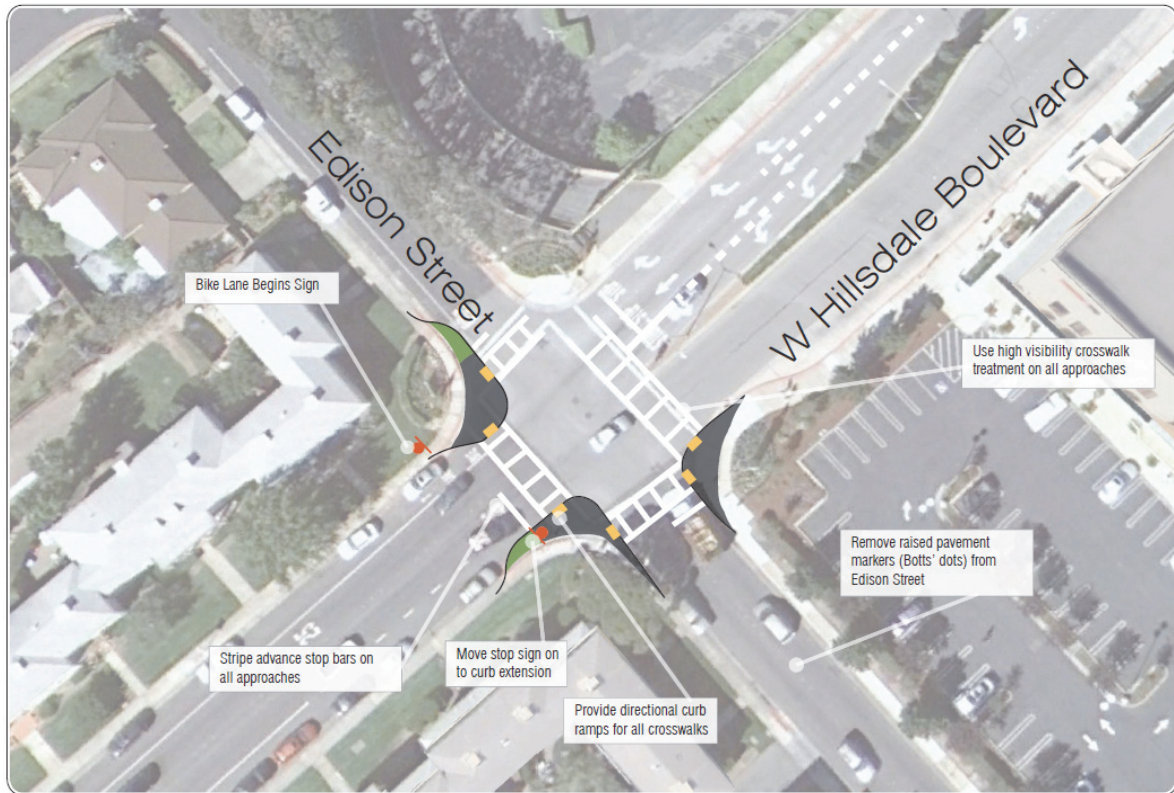 Edison Street
W Hillsdale Boulevard
Bike Lane Begins Sign
Use high visibility crosswalk
treatment on all approaches
Remove raised pavement
markers (Botts' dots) from
Edison Street
Stripe advance stop bars on
all approaches
Move stop sign on
to curb extension
Provide directional curb
ramps for all crosswalks